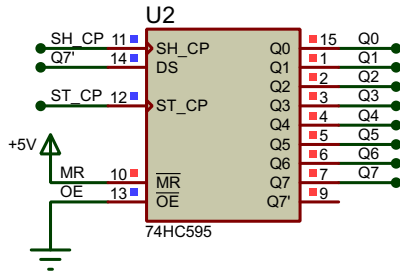 U2
SH_CP 11 SH_CP Q0 15 Q0
Q7' 14 DS Q1 1 Q1
Q2 2 Q2
ST_CP 12 ST_CP Q3 3 Q3
Q4 4 Q4
+5V Q5 5 Q5
Q6 6 Q6
MR 10 MR Q7 7 Q7
OE 13 OE Q7' 9
74HC595